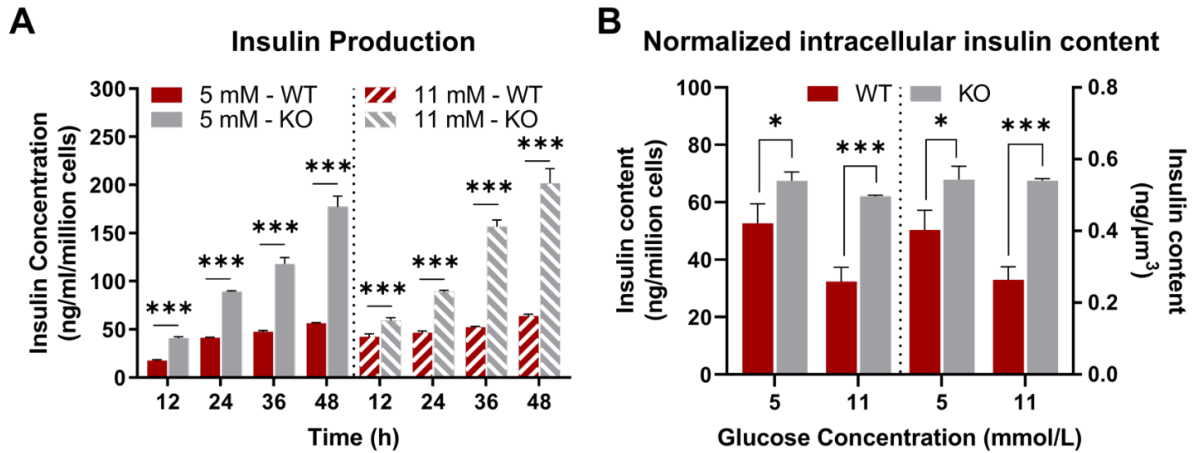 A
Insulin Production
Insulin Concentration
(ng/ml/million cells)
300
250
200
150
100
50
0
5 mM - WT
5 mM - KO
11 mM - WT
11 mM - KO
***
***
***
***
***
***
***
***
12 24 36 48 12 24 36 48
Time (h)
B
Normalized intracellular insulin content
Insulin content
(ng/million cells)
100
80
60
40
20
0
WT KO
*
***
*
***
5 11 5 11
Glucose Concentration (mmol/L)
0.8
0.6
0.4
0.2
0.0
Insulin content
(ng/μm³)